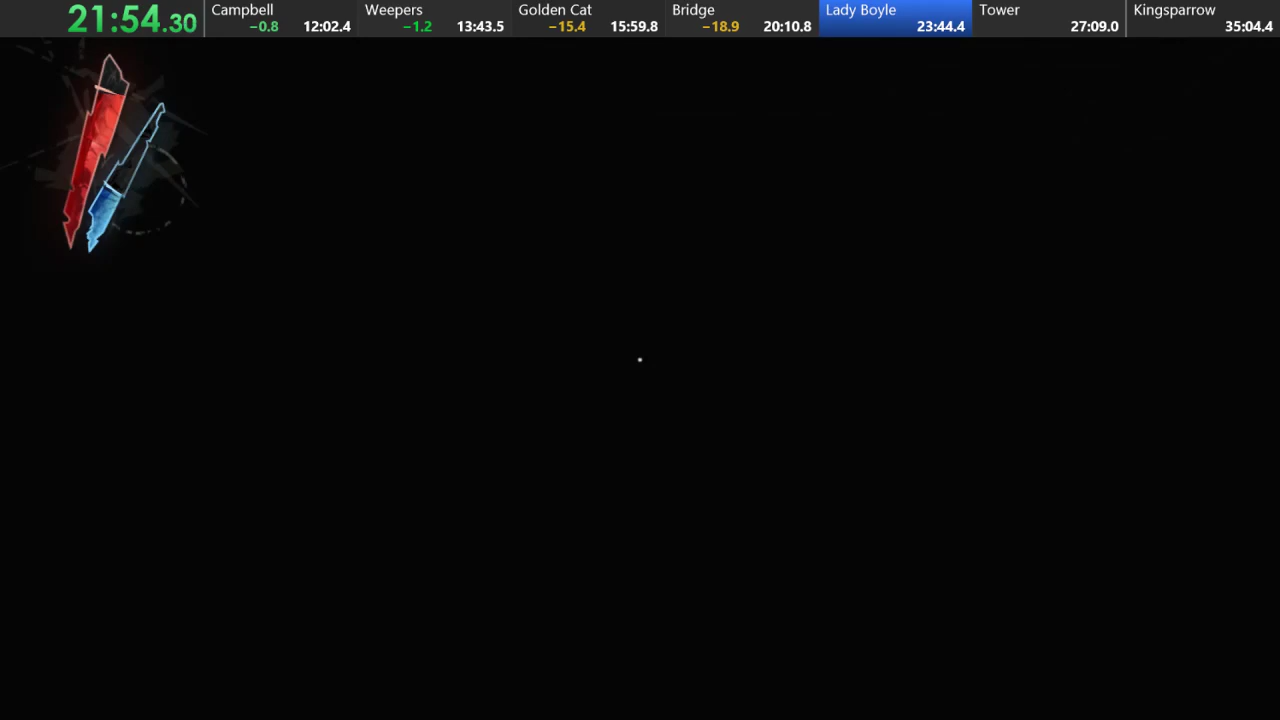 21:54.30
Campbell
−0.8 12:02.4
Weepers
−1.2 13:43.5
Golden Cat
−15.4 15:59.8
Bridge
−18.9 20:10.8
Lady Boyle
23:44.4
Tower
27:09.0
Kingsparrow
35:04.4